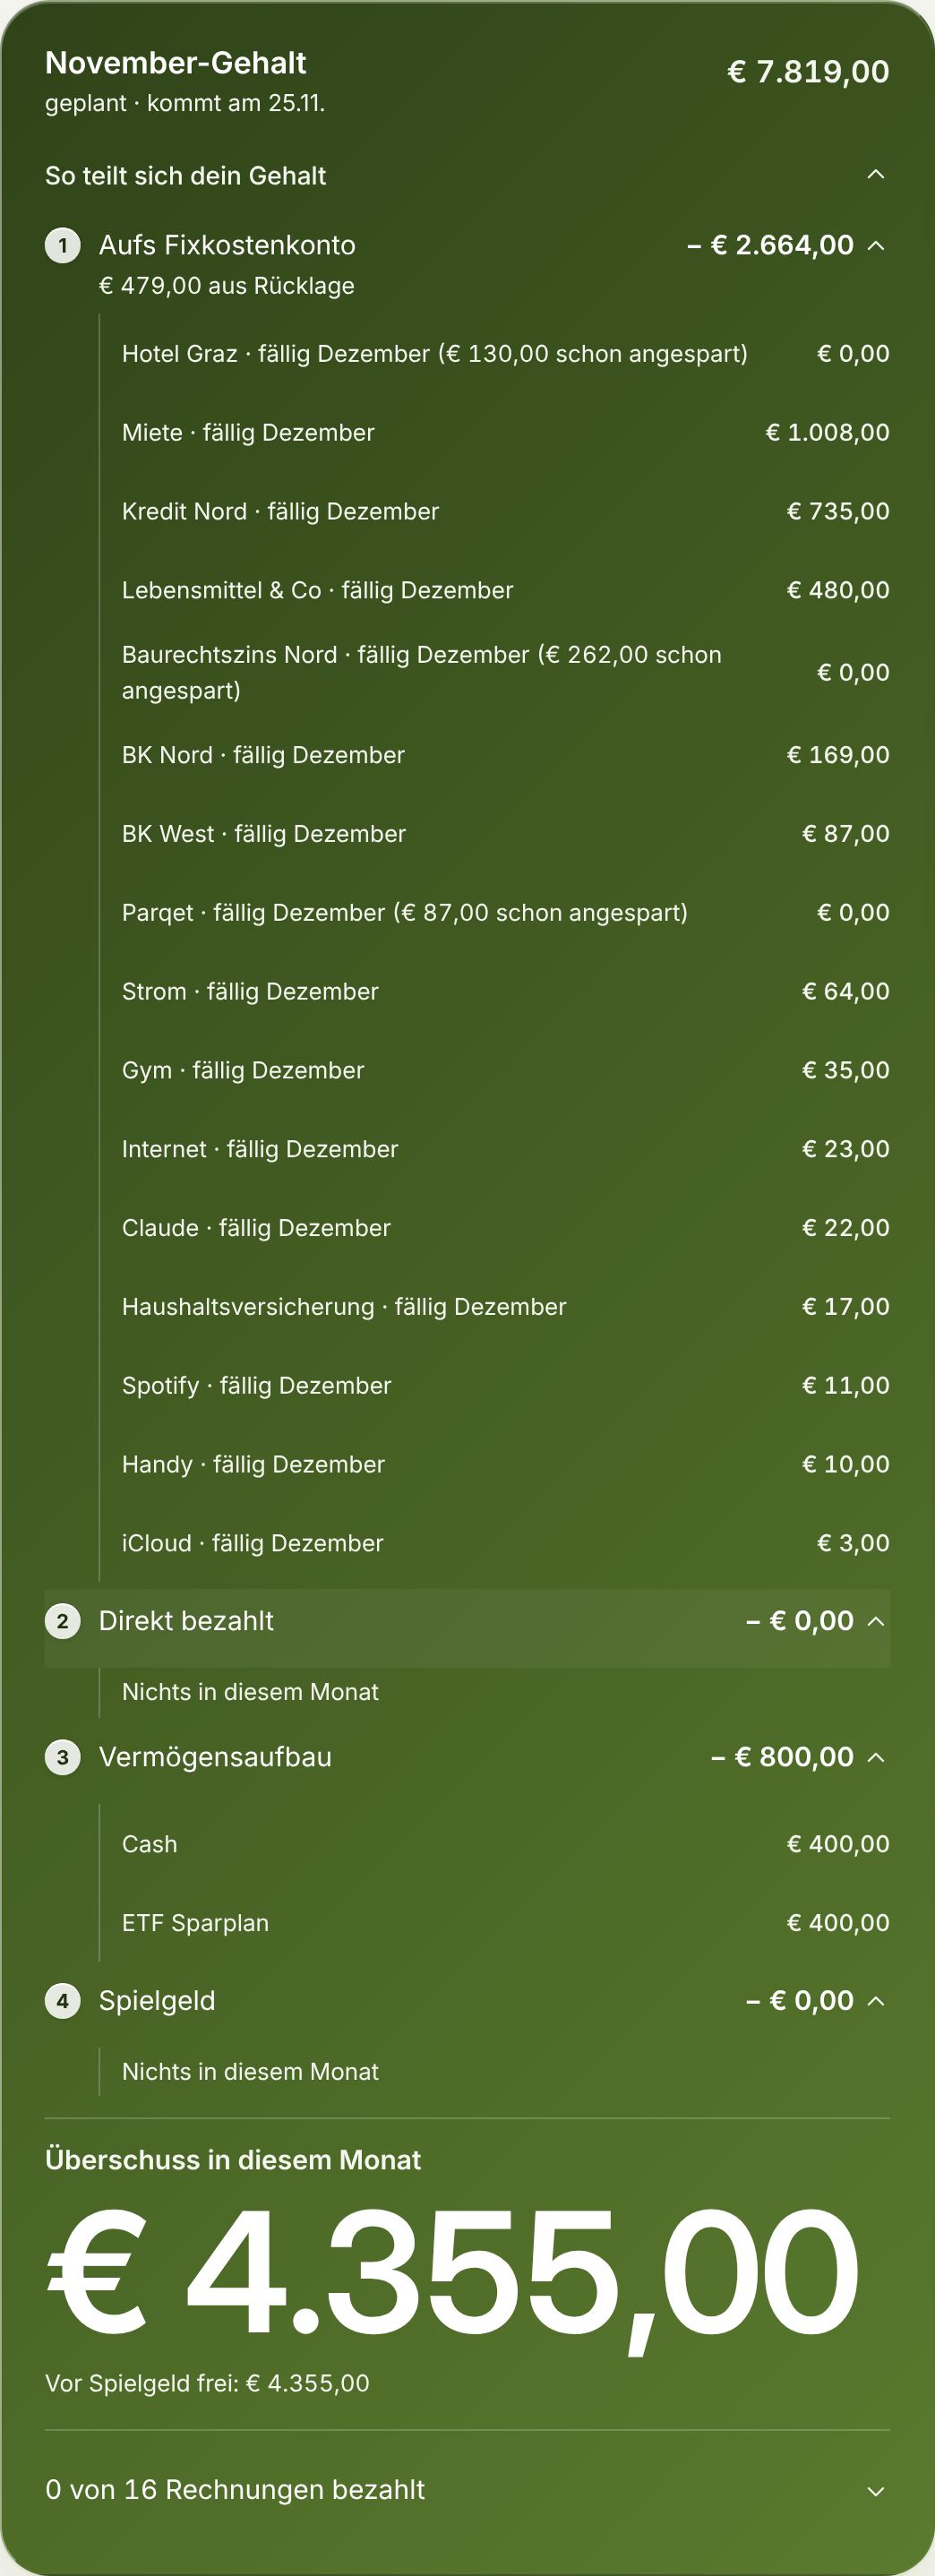 November-Gehalt
€ 7.819,00
geplant · kommt am 25.11.
So teilt sich dein Gehalt
1 Aufs Fixkostenkonto – € 2.664,00
€ 479,00 aus Rücklage
Hotel Graz · fällig Dezember (€ 130,00 schon angespart) € 0,00
Miete · fällig Dezember € 1.008,00
Kredit Nord · fällig Dezember € 735,00
Lebensmittel & Co · fällig Dezember € 480,00
Baurechtszins Nord · fällig Dezember (€ 262,00 schon
angespart) € 0,00
BK Nord · fällig Dezember € 169,00
BK West · fällig Dezember € 87,00
Parqet · fällig Dezember (€ 87,00 schon angespart) € 0,00
Strom · fällig Dezember € 64,00
Gym · fällig Dezember € 35,00
Internet · fällig Dezember € 23,00
Claude · fällig Dezember € 22,00
Haushaltsversicherung · fällig Dezember € 17,00
Spotify · fällig Dezember € 11,00
Handy · fällig Dezember € 10,00
iCloud · fällig Dezember € 3,00
2 Direkt bezahlt – € 0,00
Nichts in diesem Monat
3 Vermögensaufbau – € 800,00
Cash € 400,00
ETF Sparplan € 400,00
4 Spielgeld – € 0,00
Nichts in diesem Monat
Überschuss in diesem Monat
€ 4.355,00
Vor Spielgeld frei: € 4.355,00
0 von 16 Rechnungen bezahlt